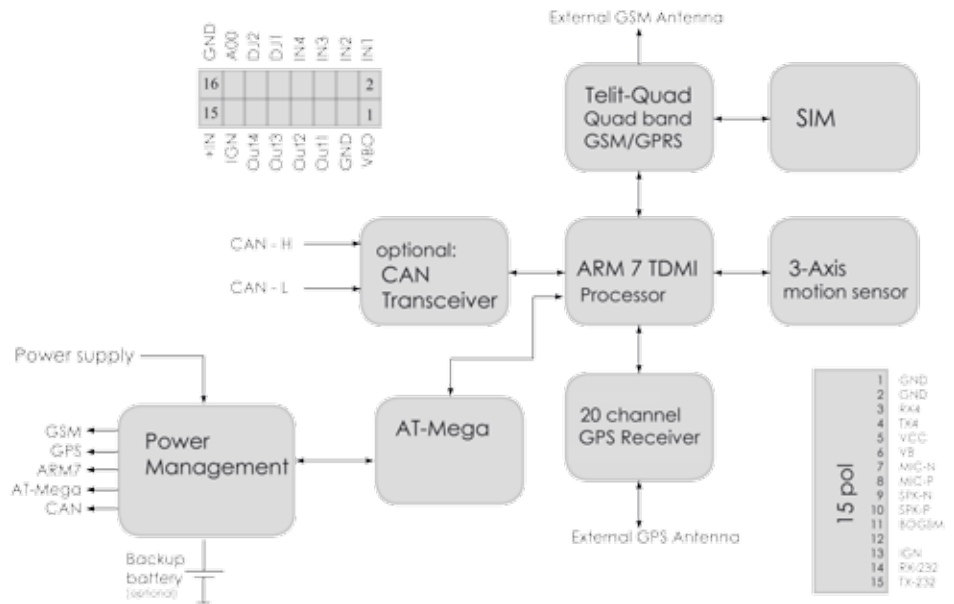 External GSM Antenna
GND
A00
DJ2
DJ1
IN4
IN3
IN2
IN1
16
2
15
1
+IN
IGN
Out4
Out3
Out2
Out1
GND
VBO
Telit-Quad
Quad band
GSM/GPRS
SIM
CAN - H
CAN - L
optional:
CAN
Transceiver
ARM 7 TDMI
Processor
3-Axis
motion sensor
Power supply
GSM
GPS
ARM7
AT-Mega
CAN
Power
Management
AT-Mega
20 channel
GPS Receiver
External GPS Antenna
Backup
battery
(optional)
15 pol
1 GND
2 GND
3 RX4
4 TX4
5 VCC
6 VB
7 MIC-N
8 MIC-P
9 SPK-N
10 SPK-P
11 BOGSM
12
13 IGN
14 RX-232
15 TX-232